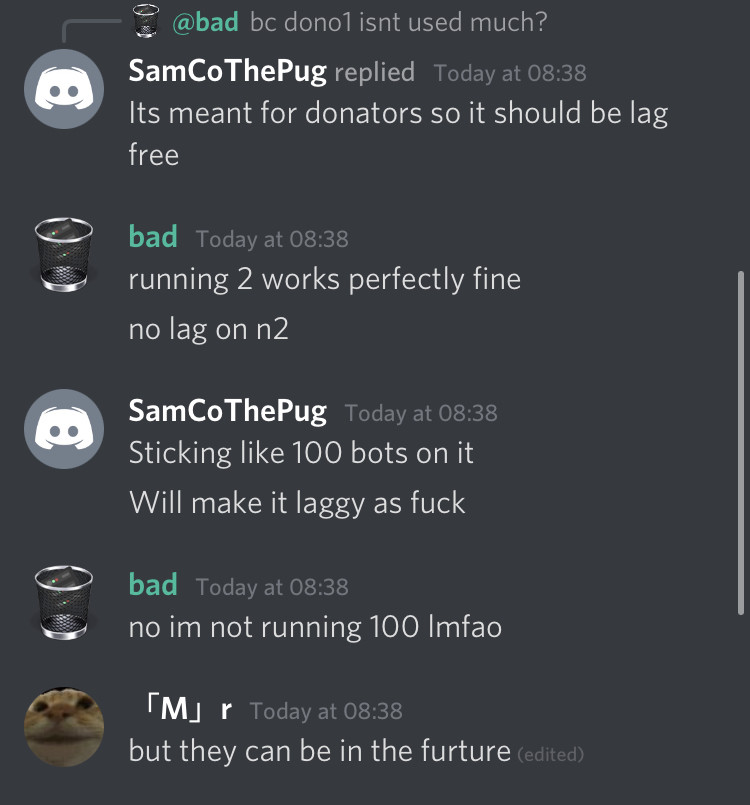 @bad bc dono1 isnt used much?
SamCoThePug replied Today at 08:38
Its meant for donators so it should be lag
free
bad Today at 08:38
running 2 works perfectly fine
no lag on n2
SamCoThePug Today at 08:38
Sticking like 100 bots on it
Will make it laggy as fuck
bad Today at 08:38
no im not running 100 lmfao
「M」 r Today at 08:38
but they can be in the furture (edited)